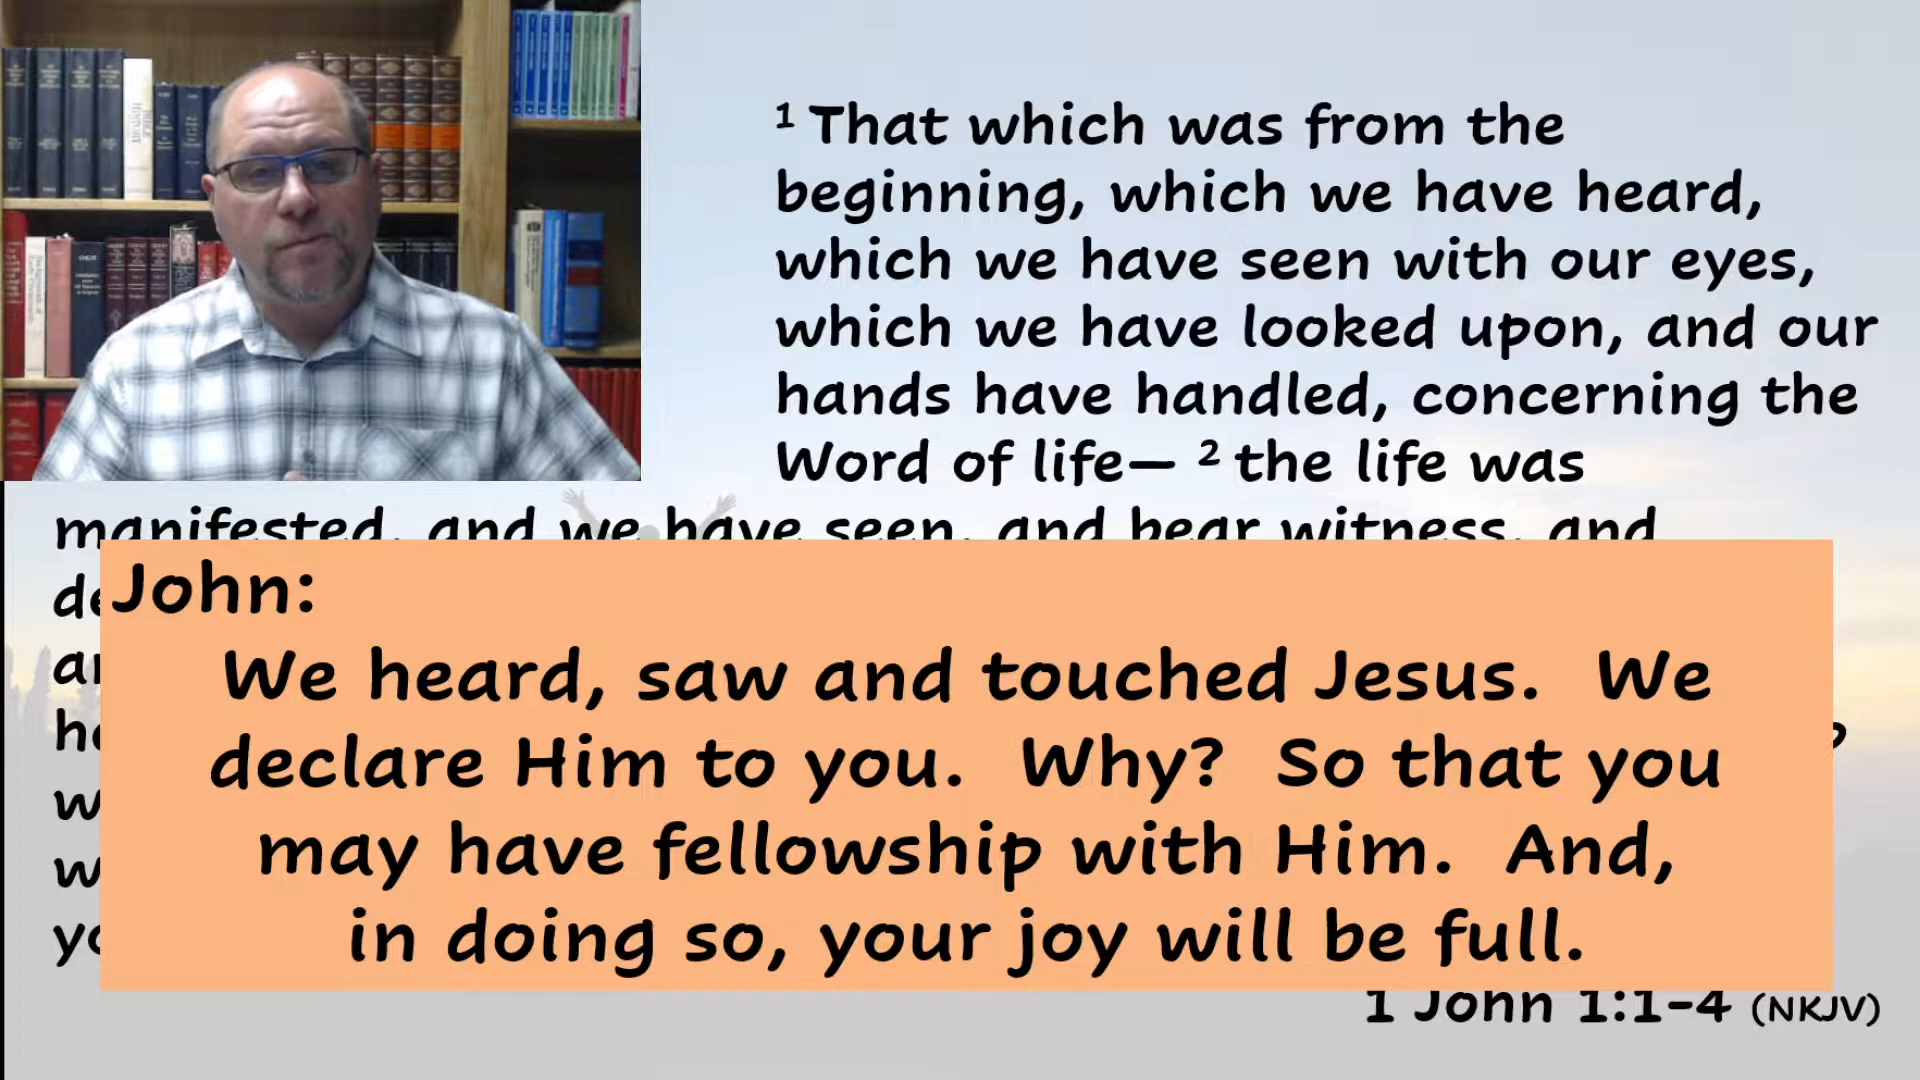 ¹ That which was from the
beginning, which we have heard,
which we have seen with our eyes,
which we have looked upon, and our
hands have handled, concerning the
Word of life— ² the life was
manifested, and we have seen, and bear witness, and
John:
We heard, saw and touched Jesus. We
declare Him to you. Why? So that you
may have fellowship with Him. And,
in doing so, your joy will be full.
1 John 1:1-4 (NKJV)